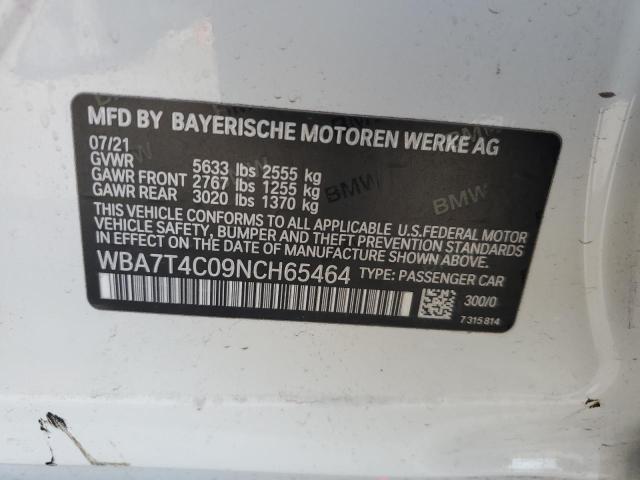 MFD BY BAYERISCHE MOTOREN WERKE AG
07/21
GVWR 5633 lbs 2555 kg
GAWR FRONT 2767 lbs 1255 kg
GAWR REAR 3020 lbs 1370 kg
THIS VEHICLE CONFORMS TO ALL APPLICABLE U.S.FEDERAL MOTOR
VEHICLE SAFETY, BUMPER AND THEFT PREVENTION STANDARDS
IN EFFECT ON THE DATE OF MANUFACTURE SHOWN ABOVE.
WBA7T4C09NCH65464 TYPE: PASSENGER CAR
300/0
7315814
BMW